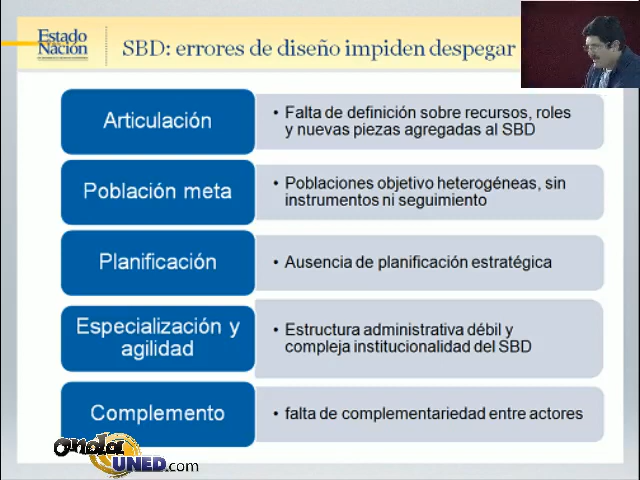 Estado
Nación
SBD: errores de diseño impiden despegar
Articulación
• Falta de definición sobre recursos, roles
y nuevas piezas agregadas al SBD
Población meta
• Poblaciones objetivo heterogéneas, sin
instrumentos ni seguimiento
Planificación
• Ausencia de planificación estratégica
Especialización y
agilidad
• Estructura administrativa débil y
compleja institucionalidad del SBD
Complemento
• falta de complementariedad entre actores
onda
UNED.com